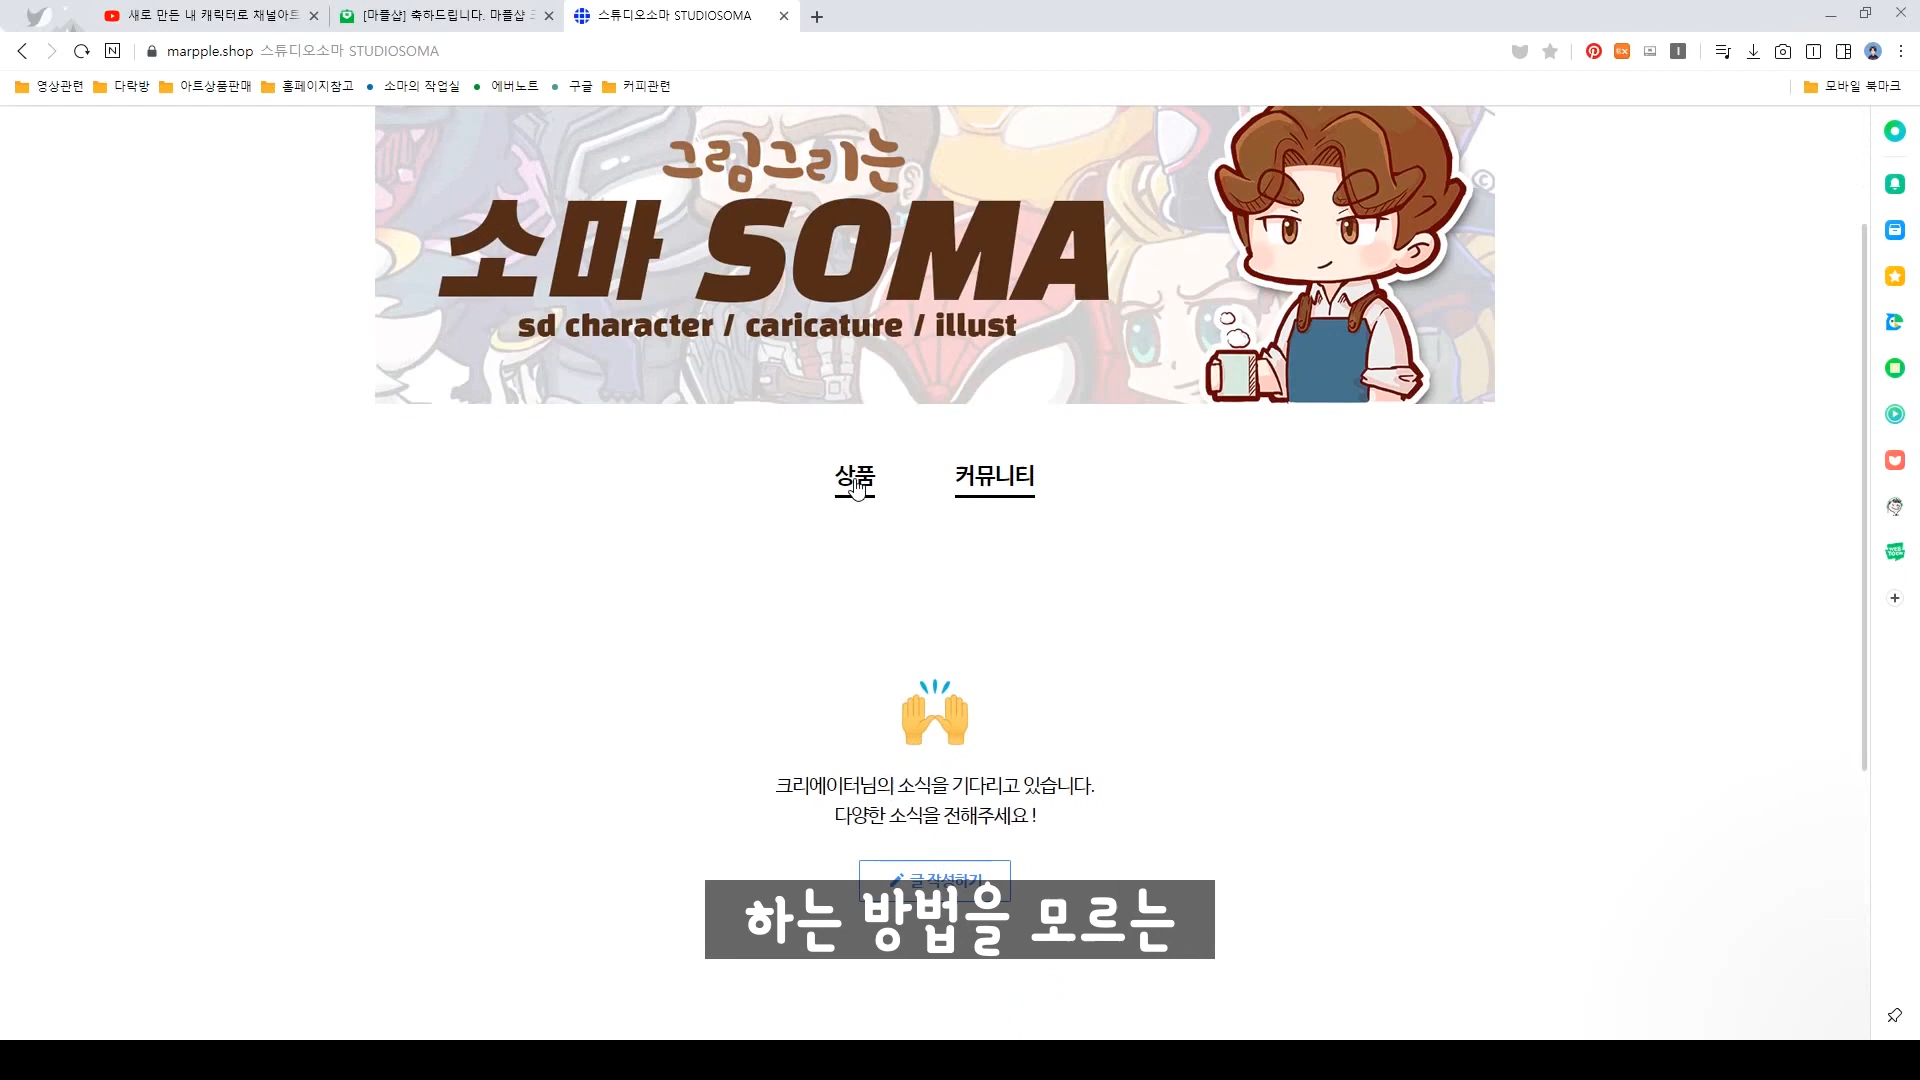 새로 만든 내 캐릭터로 채널아트
[마플샵] 축하드립니다. 마플샵 크
스튜디오소마 STUDIOSOMA
marpple.shop 스튜디오소마 STUDIOSOMA
영상관련 다락방 아트상품판매 홈페이지참고 소마의 작업실 에버노트 구글 커피관련 모바일 북마크
그림그리는
소마 SOMA
sd character / caricature / illust
©
상품 커뮤니티
크리에이터님의 소식을 기다리고 있습니다.
다양한 소식을 전해주세요 !
글 작성하기
하는 방법을 모르는